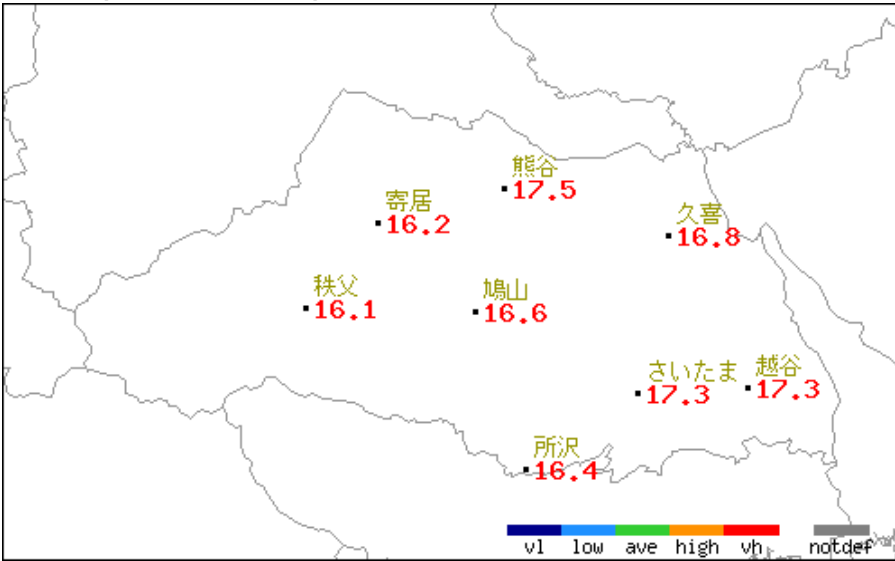 熊谷
17.5
寄居
16.2
久喜
16.8
秩父
16.1
鳩山
16.6
さいたま
17.3
越谷
17.3
所沢
16.4
vl low ave high vh notdef